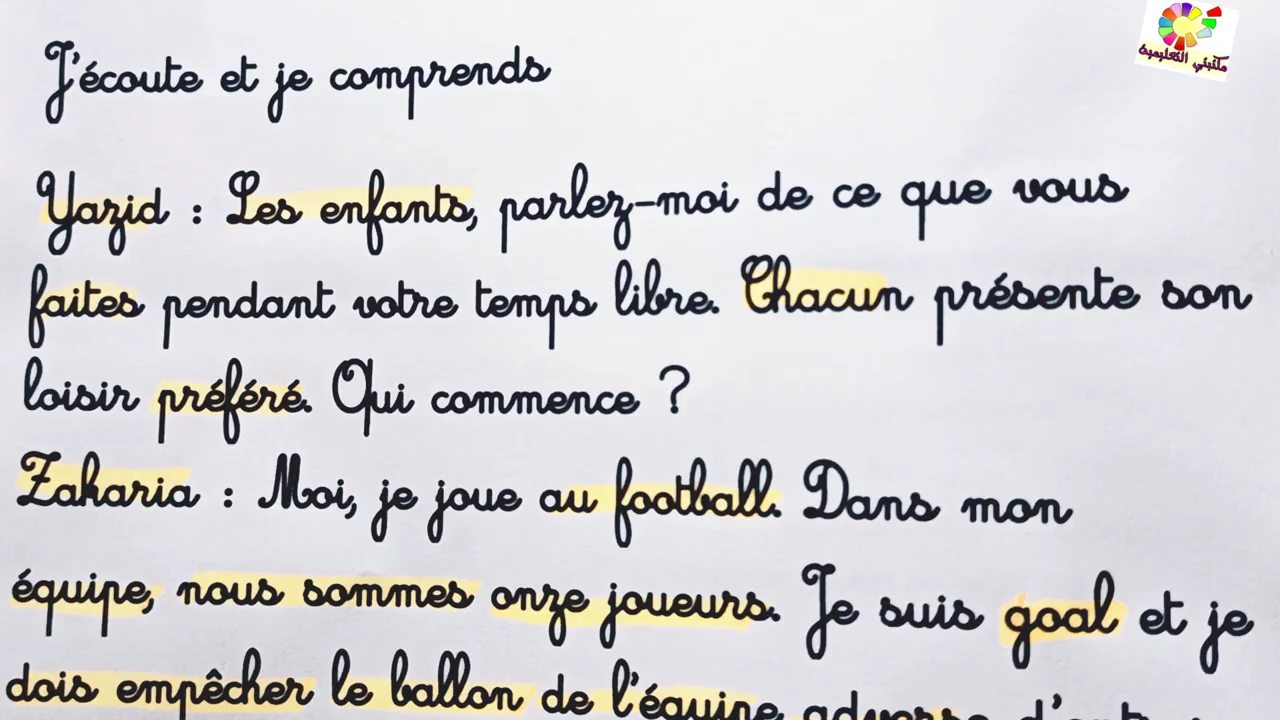 مكتبتي التعليمية
J'écoute et je comprends
Yazid : Les enfants, parlez-moi de ce que vous
faites pendant votre temps libre. Chacun présente son
loisir préféré. Qui commence ?
Zakaria : Moi, je joue au football. Dans mon
équipe, nous sommes onze joueurs. Je suis goal et je
dois empêcher le ballon de l'équipe adverse